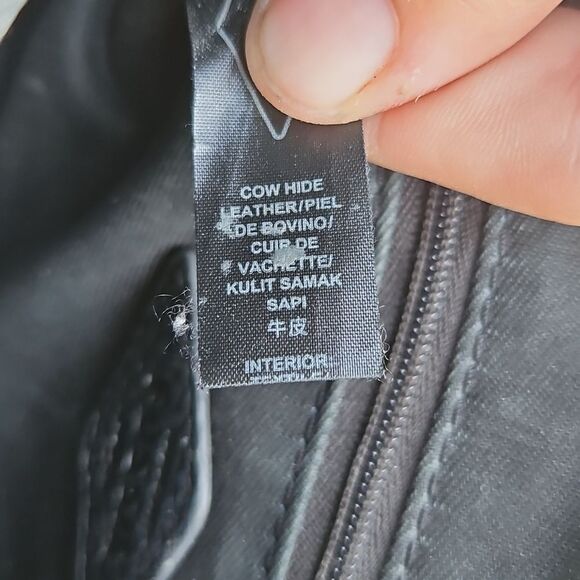 COW HIDE
LEATHER/PIEL
DE BOVINO/
CUIR DE
VACHETTE/
KULIT SAMAK
SAPI
牛皮
INTERIOR